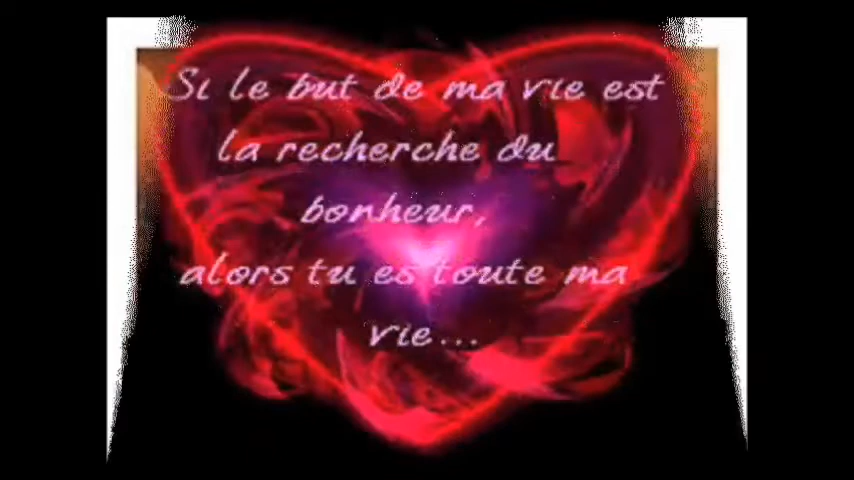 Si le but de ma vie est
la recherche du
bonheur,
alors tu es toute ma
vie...